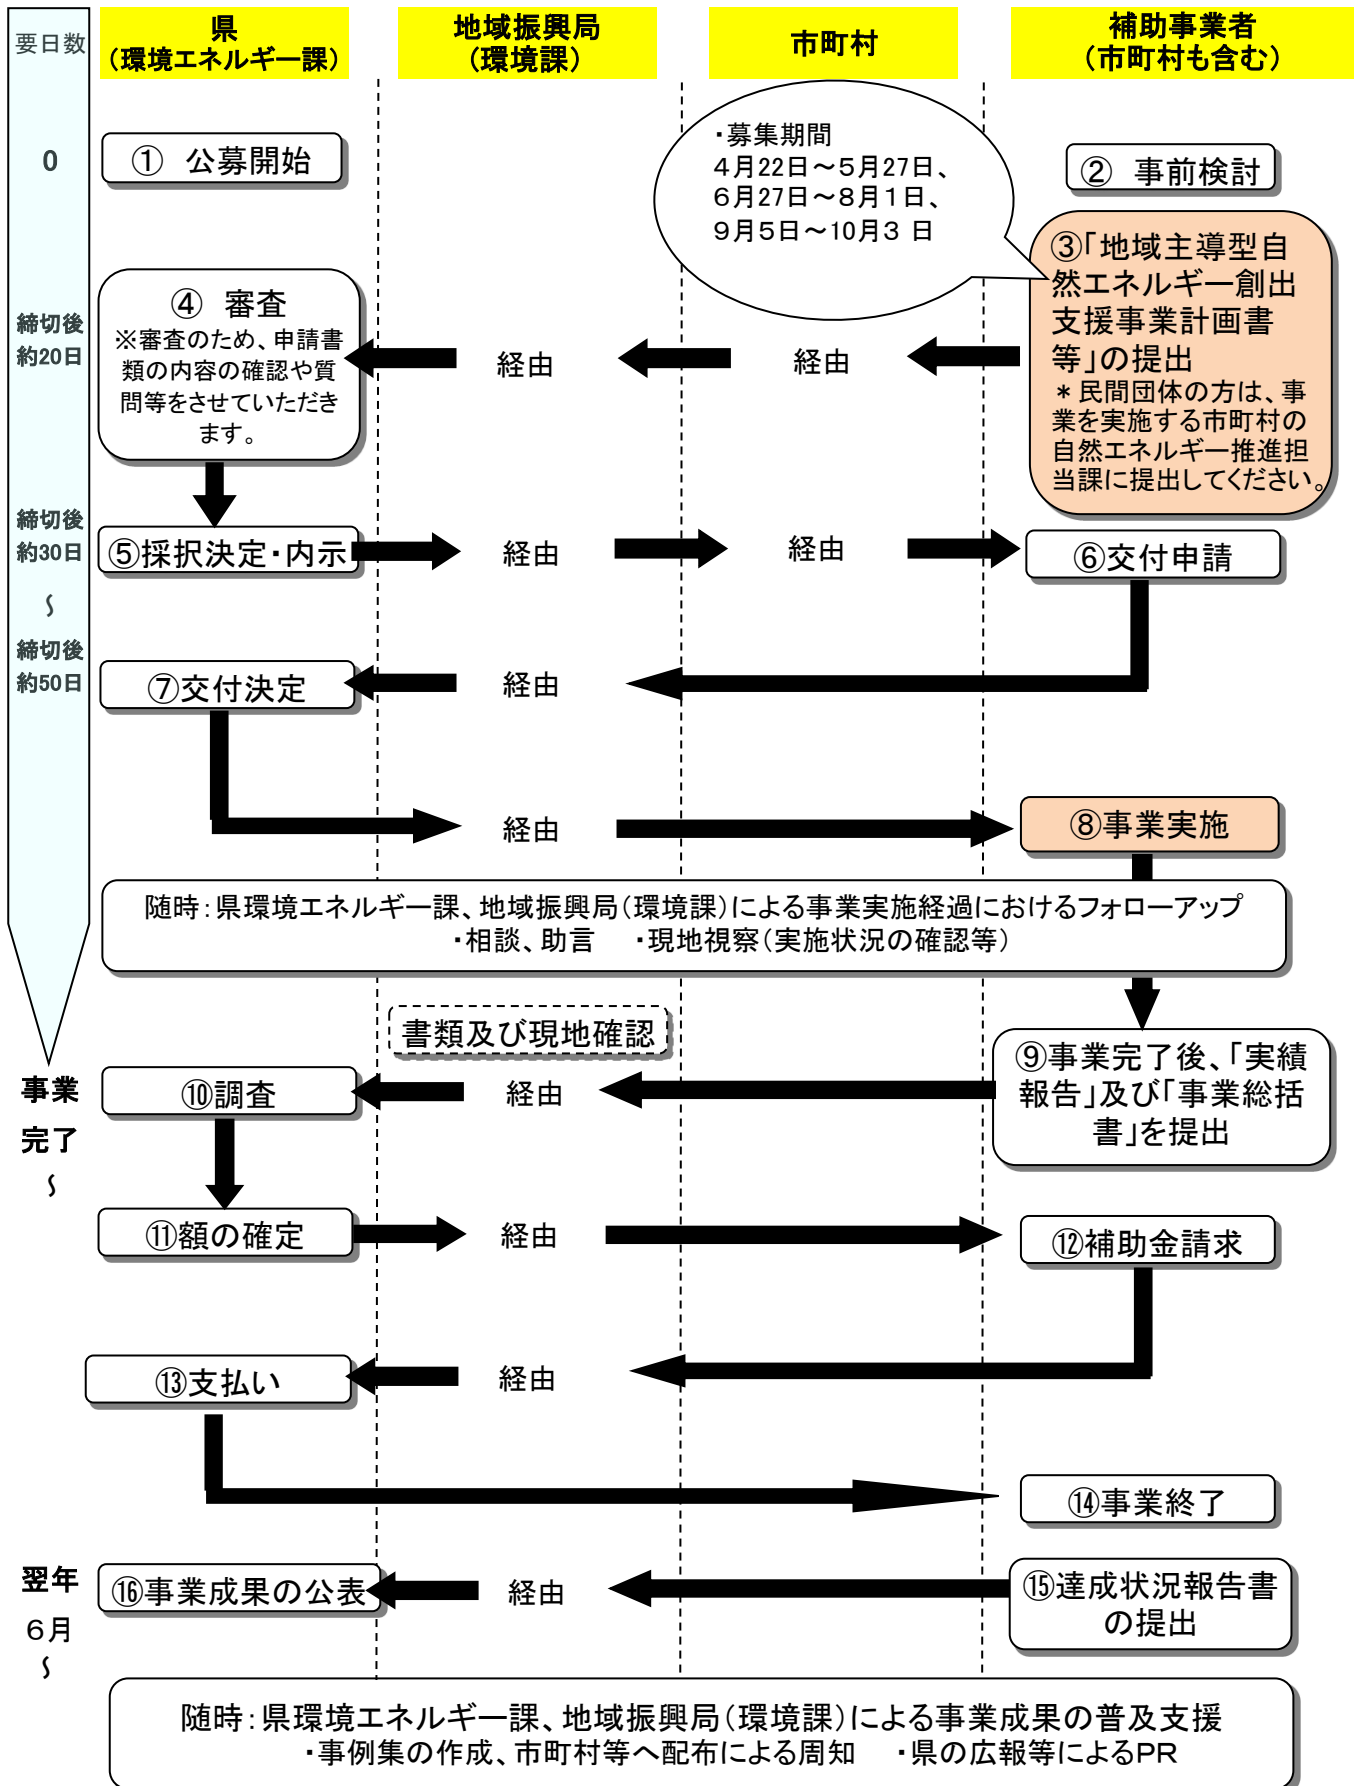 要日数
県
（環境エネルギー課）
地域振興局
（環境課）
市町村
補助事業者
（市町村も含む）
0
① 公募開始
・募集期間
４月22日～５月27日、
６月27日～８月１日、
９月５日～10月３日
② 事前検討
③「地域主導型自
然エネルギー創出
支援事業計画書
等」の提出
＊民間団体の方は、事
業を実施する市町村の
自然エネルギー推進担
当課に提出してください。
締切後
約20日
④ 審査
※審査のため、申請書
類の内容の確認や質
問等をさせていただき
ます。
経由
経由
締切後
約30日
～
締切後
約50日
⑤採択決定・内示
経由
経由
⑥交付申請
⑦交付決定
経由
経由
⑧事業実施
随時：県環境エネルギー課、地域振興局（環境課）による事業実施経過におけるフォローアップ
・相談、助言　・現地視察（実施状況の確認等）
書類及び現地確認
事業
完了
～
⑩調査
経由
⑨事業完了後、「実績
報告」及び「事業総括
書」を提出
⑪額の確定
経由
⑫補助金請求
⑬支払い
経由
⑭事業終了
翌年
６月
～
⑯事業成果の公表
経由
⑮達成状況報告書
の提出
随時：県環境エネルギー課、地域振興局（環境課）による事業成果の普及支援
・事例集の作成、市町村等へ配布による周知　・県の広報等によるPR